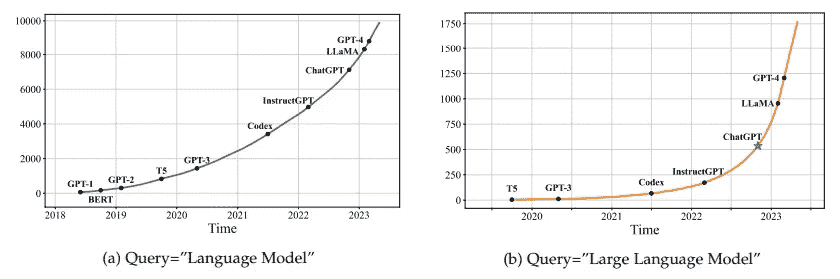 10000
8000
6000
4000
2000
0
GPT-4
LLaMA
ChatGPT
InstructGPT
Codex
GPT-3
T5
GPT-2
GPT-1
BERT
2018 2019 2020 2021 2022 2023
Time
(a) Query=”Language Model”
1750
1500
1250
1000
750
500
250
0
GPT-4
LLaMA
ChatGPT
InstructGPT
Codex
T5
GPT-3
2020 2021 2022 2023
Time
(b) Query=”Large Language Model”